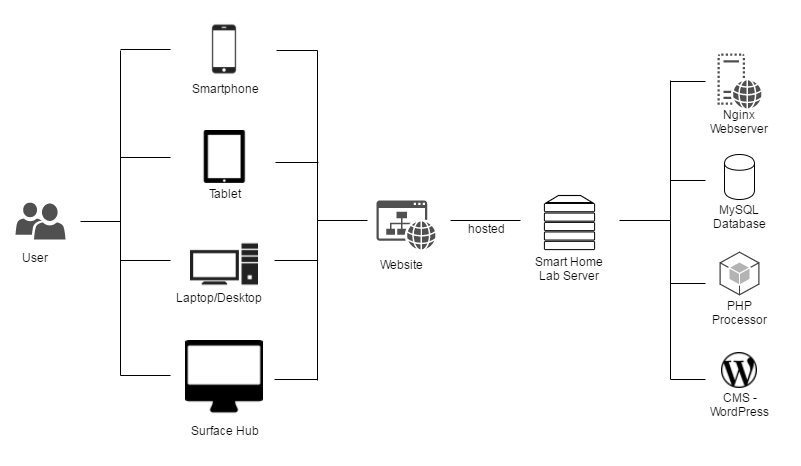 User
Smartphone
Tablet
Laptop/Desktop
Surface Hub
Website
hosted
Smart Home
Lab Server
Nginx
Webserver
MySQL
Database
PHP
Processor
CMS -
WordPress